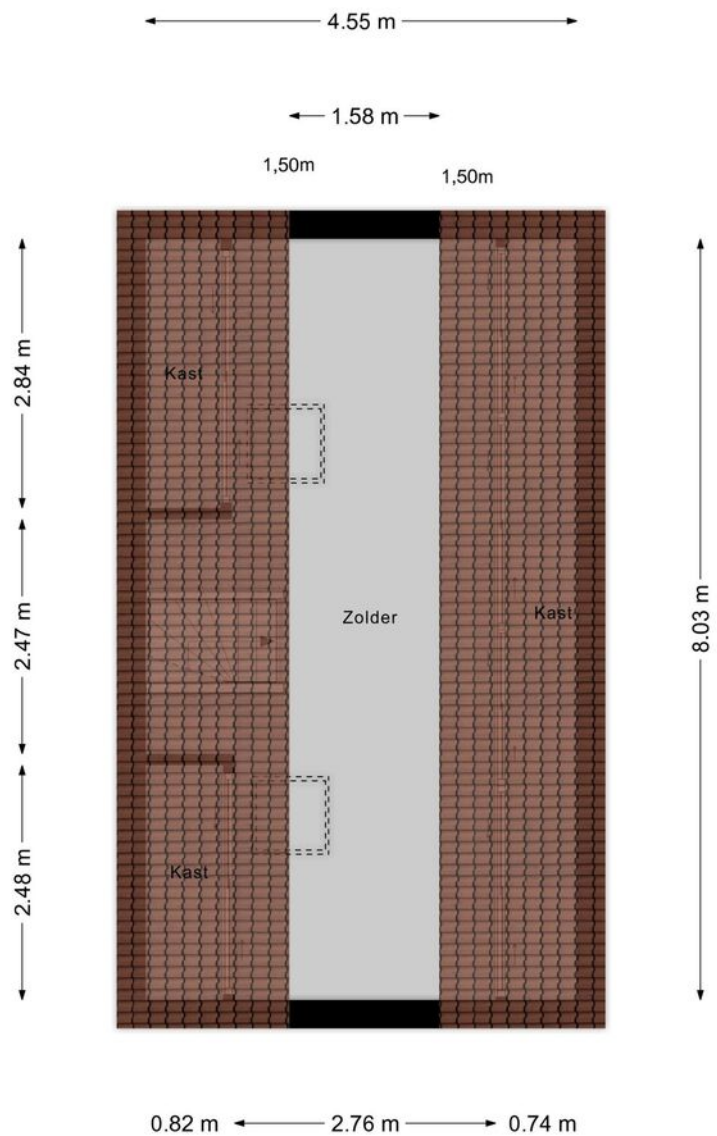 4.55 m
1.58 m
1,50m
1,50m
2.84 m
Kast
2.47 m
Zolder
Kast
8.03 m
2.48 m
Kast
0.82 m
2.76 m
0.74 m